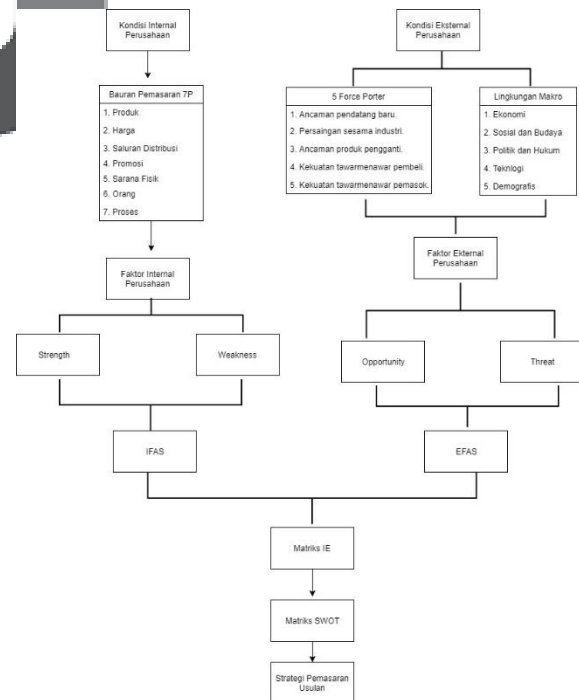 Kondisi Internal
Perusahaan
Kondisi Eksternal
Perusahaan
Bauran Pemasaran 7P
1. Produk
2. Harga
3. Saluran Distribusi
4. Promosi
5. Sarana Fisik
6. Orang
7. Proses
5 Force Porter
1. Ancaman pendatang baru.
2. Persaingan sesama industri.
3. Ancaman produk pengganti.
4. Kekuatan tawarmenawar pembeli.
5. Kekuatan tawarmenawar pemasok.
Lingkungan Makro
1. Ekonomi
2. Sosial dan Budaya
3. Politik dan Hukum
4. Teknlogi
5. Demografis
Faktor Internal
Perusahaan
Faktor Ekternal
Perusahaan
Strength
Weakness
Opportunity
Threat
IFAS
EFAS
Matriks IE
Matriks SWOT
Strategi Pemasaran
Usulan